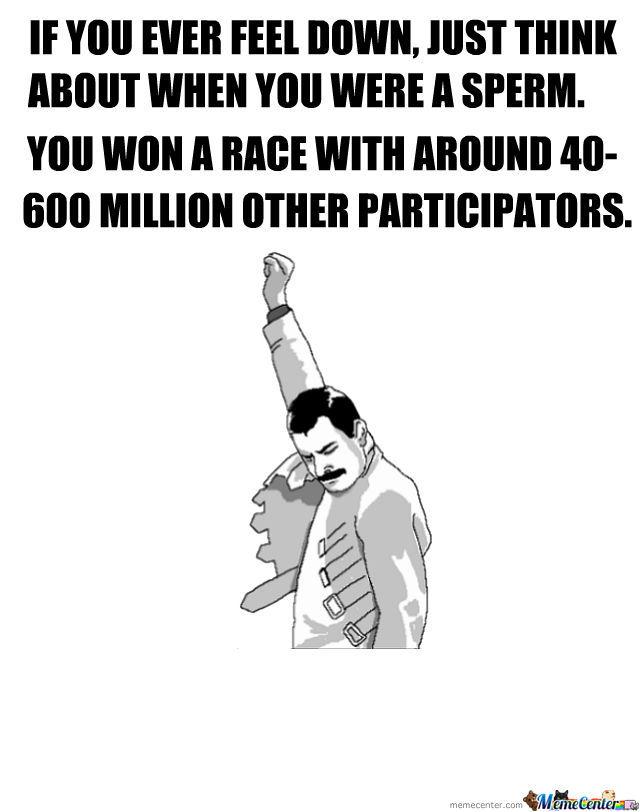 IF YOU EVER FEEL DOWN, JUST THINK
ABOUT WHEN YOU WERE A SPERM.
YOU WON A RACE WITH AROUND 40-
600 MILLION OTHER PARTICIPATORS.
memecenter.com MemeCenter